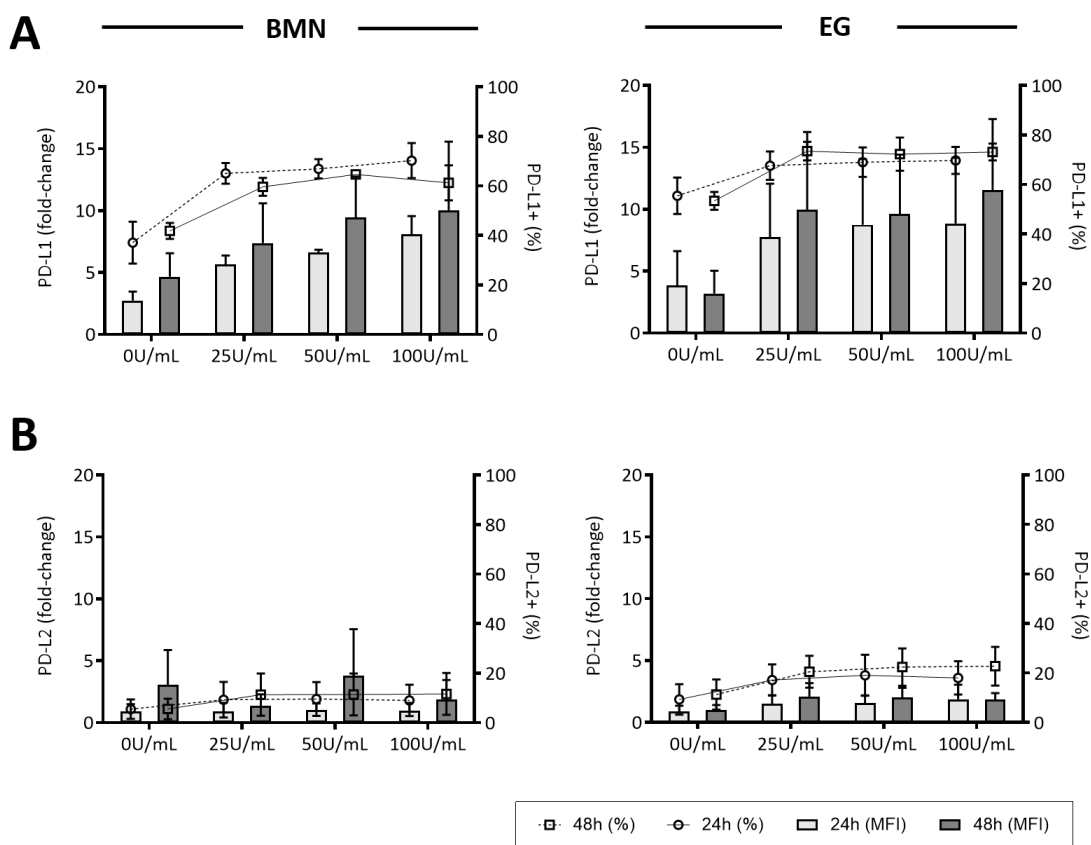 A
BMN
EG
PD-L1 (fold-change)
20
15
10
5
0
100
80
60
40
20
0
PD-L1+ (%)
0U/mL 25U/mL 50U/mL 100U/mL
PD-L1 (fold-change)
20
15
10
5
0
100
80
60
40
20
0
PD-L1+ (%)
0U/mL 25U/mL 50U/mL 100U/mL
B
PD-L2 (fold-change)
20
15
10
5
0
100
80
60
40
20
0
PD-L2+ (%)
0U/mL 25U/mL 50U/mL 100U/mL
PD-L2 (fold-change)
20
15
10
5
0
100
80
60
40
20
0
PD-L2+ (%)
0U/mL 25U/mL 50U/mL 100U/mL
48h (%) 24h (%) 24h (MFI) 48h (MFI)